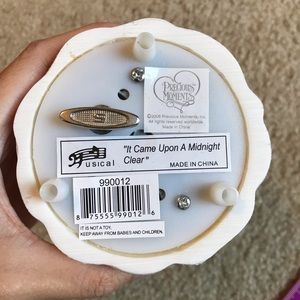 PRECIOUS
MOMENTS
©2006 Precious Moments, Inc.
All rights reserved worldwide.
Made in China
Musical
"It Came Upon A Midnight
Clear"
MADE IN CHINA
990012
8 75555 99012 6
IT IS NOT A TOY.
KEEP AWAY FROM BABIES AND CHILDREN.